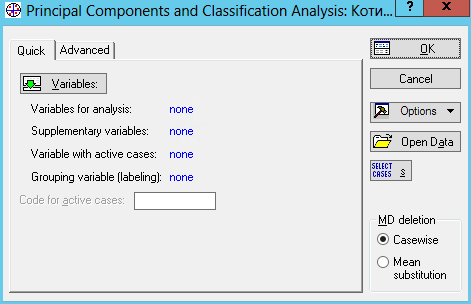 Principal Components and Classification Analysis: Коти...
Quick
Advanced
Variables:
Variables for analysis: none
Supplementary variables: none
Variable with active cases: none
Grouping variable (labeling): none
Code for active cases:
OK
Cancel
Options
Open Data
SELECT
CASES S
MD deletion
Casewise
Mean
substitution